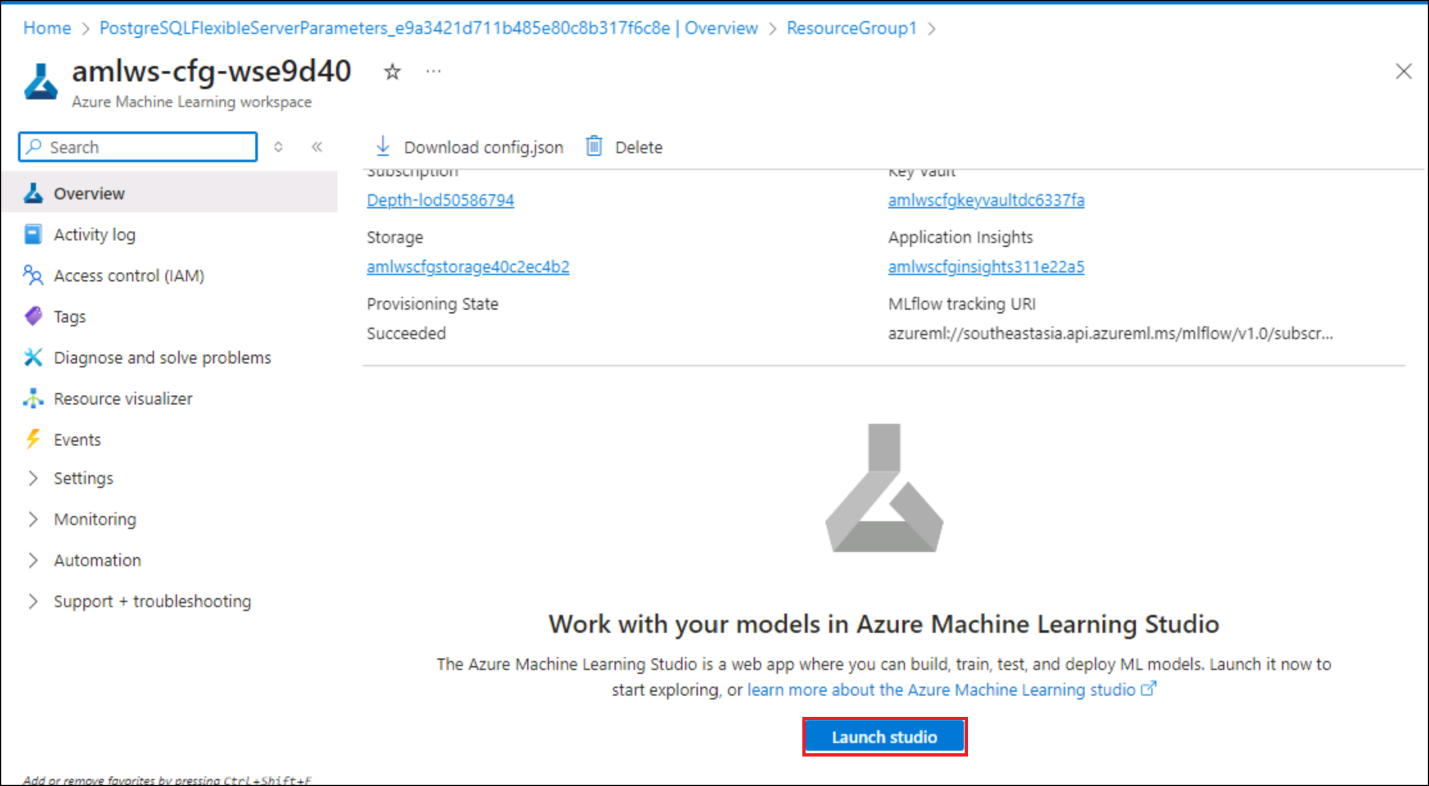 Home > PostgreSQLFlexibleServerParameters_e9a3421d711b485e80c8b317f6c8e | Overview > ResourceGroup1 >
amlws-cfg-wse9d40
Azure Machine Learning workspace
Search
Download config.json Delete
Overview
Activity log
Access control (IAM)
Tags
Diagnose and solve problems
Resource visualizer
Events
Settings
Monitoring
Automation
Support + troubleshooting
Add or remove favorites by pressing Ctrl+Shift+F
Subscription
Depth-lod50586794
Storage
amlwscfgstorage40c2ec4b2
Provisioning State
Succeeded
Key Vault
amlwscfgkeyvaultdc6337fa
Application Insights
amlwscfginsights311e22a5
MLflow tracking URI
azureml://southeastasia.api.azureml.ms/mlflow/v1.0/subscr...
Work with your models in Azure Machine Learning Studio
The Azure Machine Learning Studio is a web app where you can build, train, test, and deploy ML models. Launch it now to
start exploring, or learn more about the Azure Machine Learning studio
Launch studio